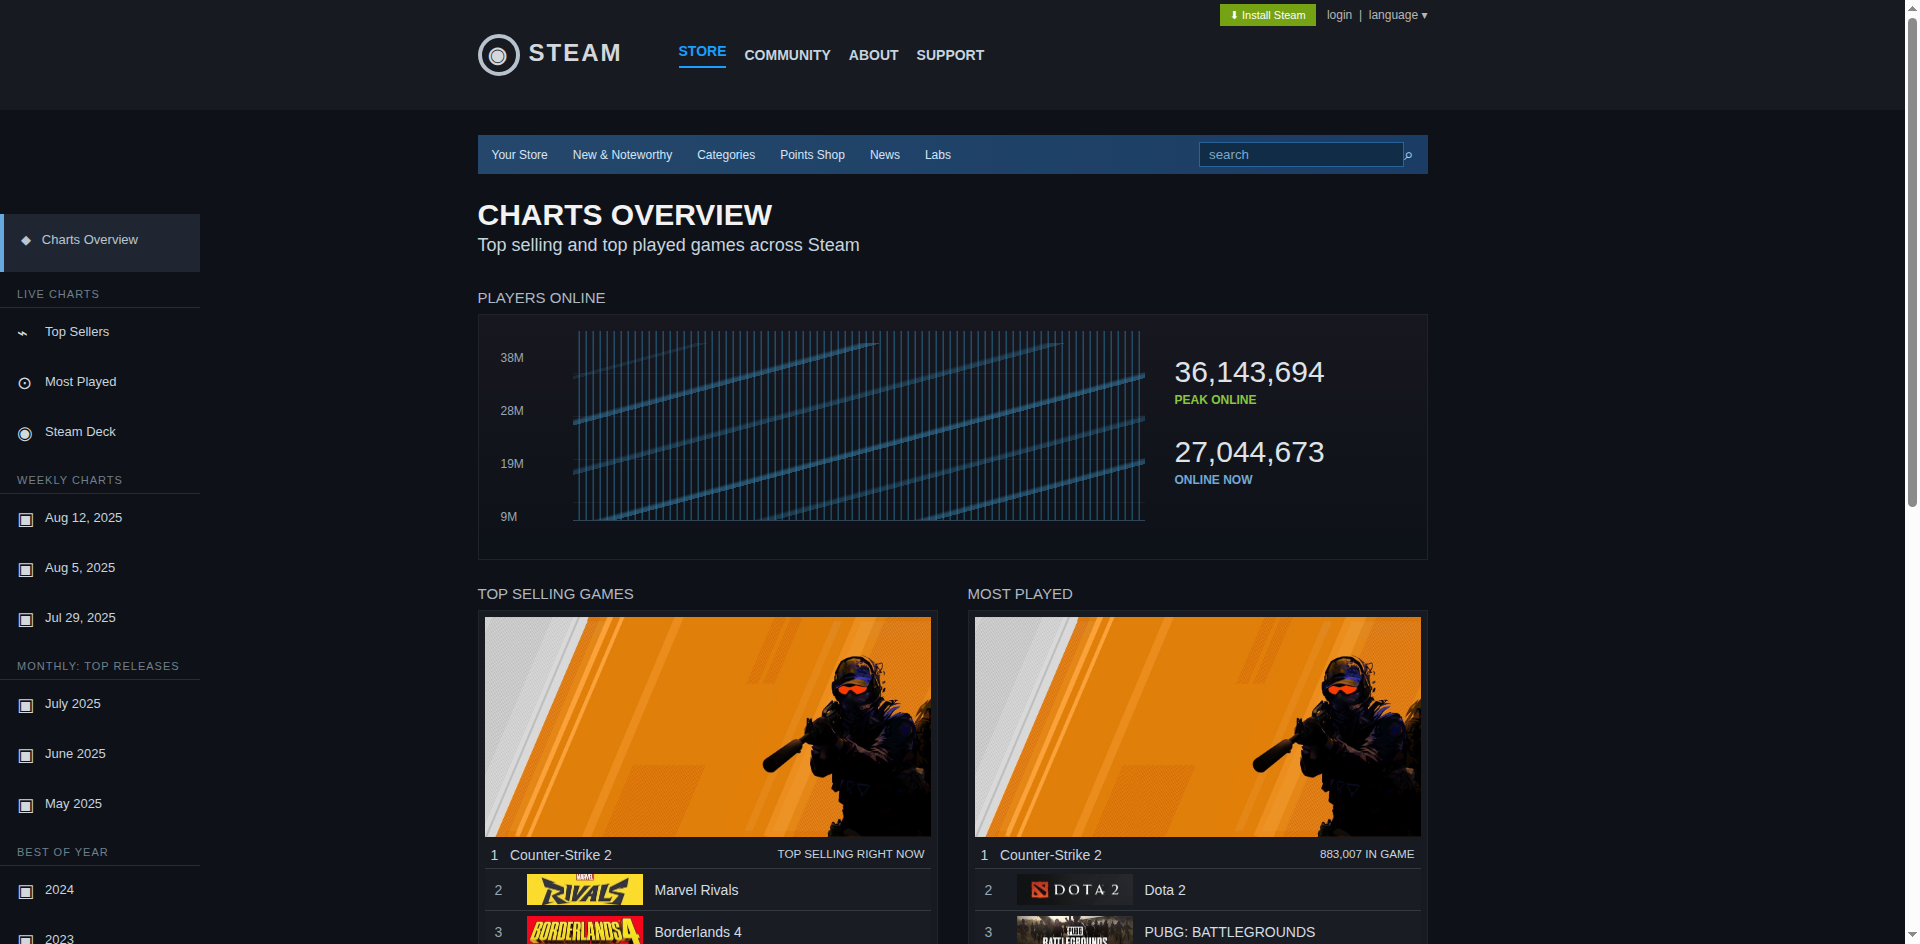 Install Steam
login | language ▾
STEAM
STORE
COMMUNITY
ABOUT
SUPPORT
Your Store
New & Noteworthy
Categories
Points Shop
News
Labs
search
CHARTS OVERVIEW
Top selling and top played games across Steam
Charts Overview
LIVE CHARTS
Top Sellers
Most Played
Steam Deck
WEEKLY CHARTS
Aug 12, 2025
Aug 5, 2025
Jul 29, 2025
MONTHLY: TOP RELEASES
July 2025
June 2025
May 2025
BEST OF YEAR
2024
2023
PLAYERS ONLINE
38M
28M
19M
9M
36,143,694
PEAK ONLINE
27,044,673
ONLINE NOW
TOP SELLING GAMES
1 Counter-Strike 2 TOP SELLING RIGHT NOW
2 MARVEL RIVALS Marvel Rivals
3 BORDERLANDS 4 Borderlands 4
MOST PLAYED
1 Counter-Strike 2 883,007 IN GAME
2 DOTA 2 Dota 2
3 PUBG BATTLEGROUNDS PUBG: BATTLEGROUNDS